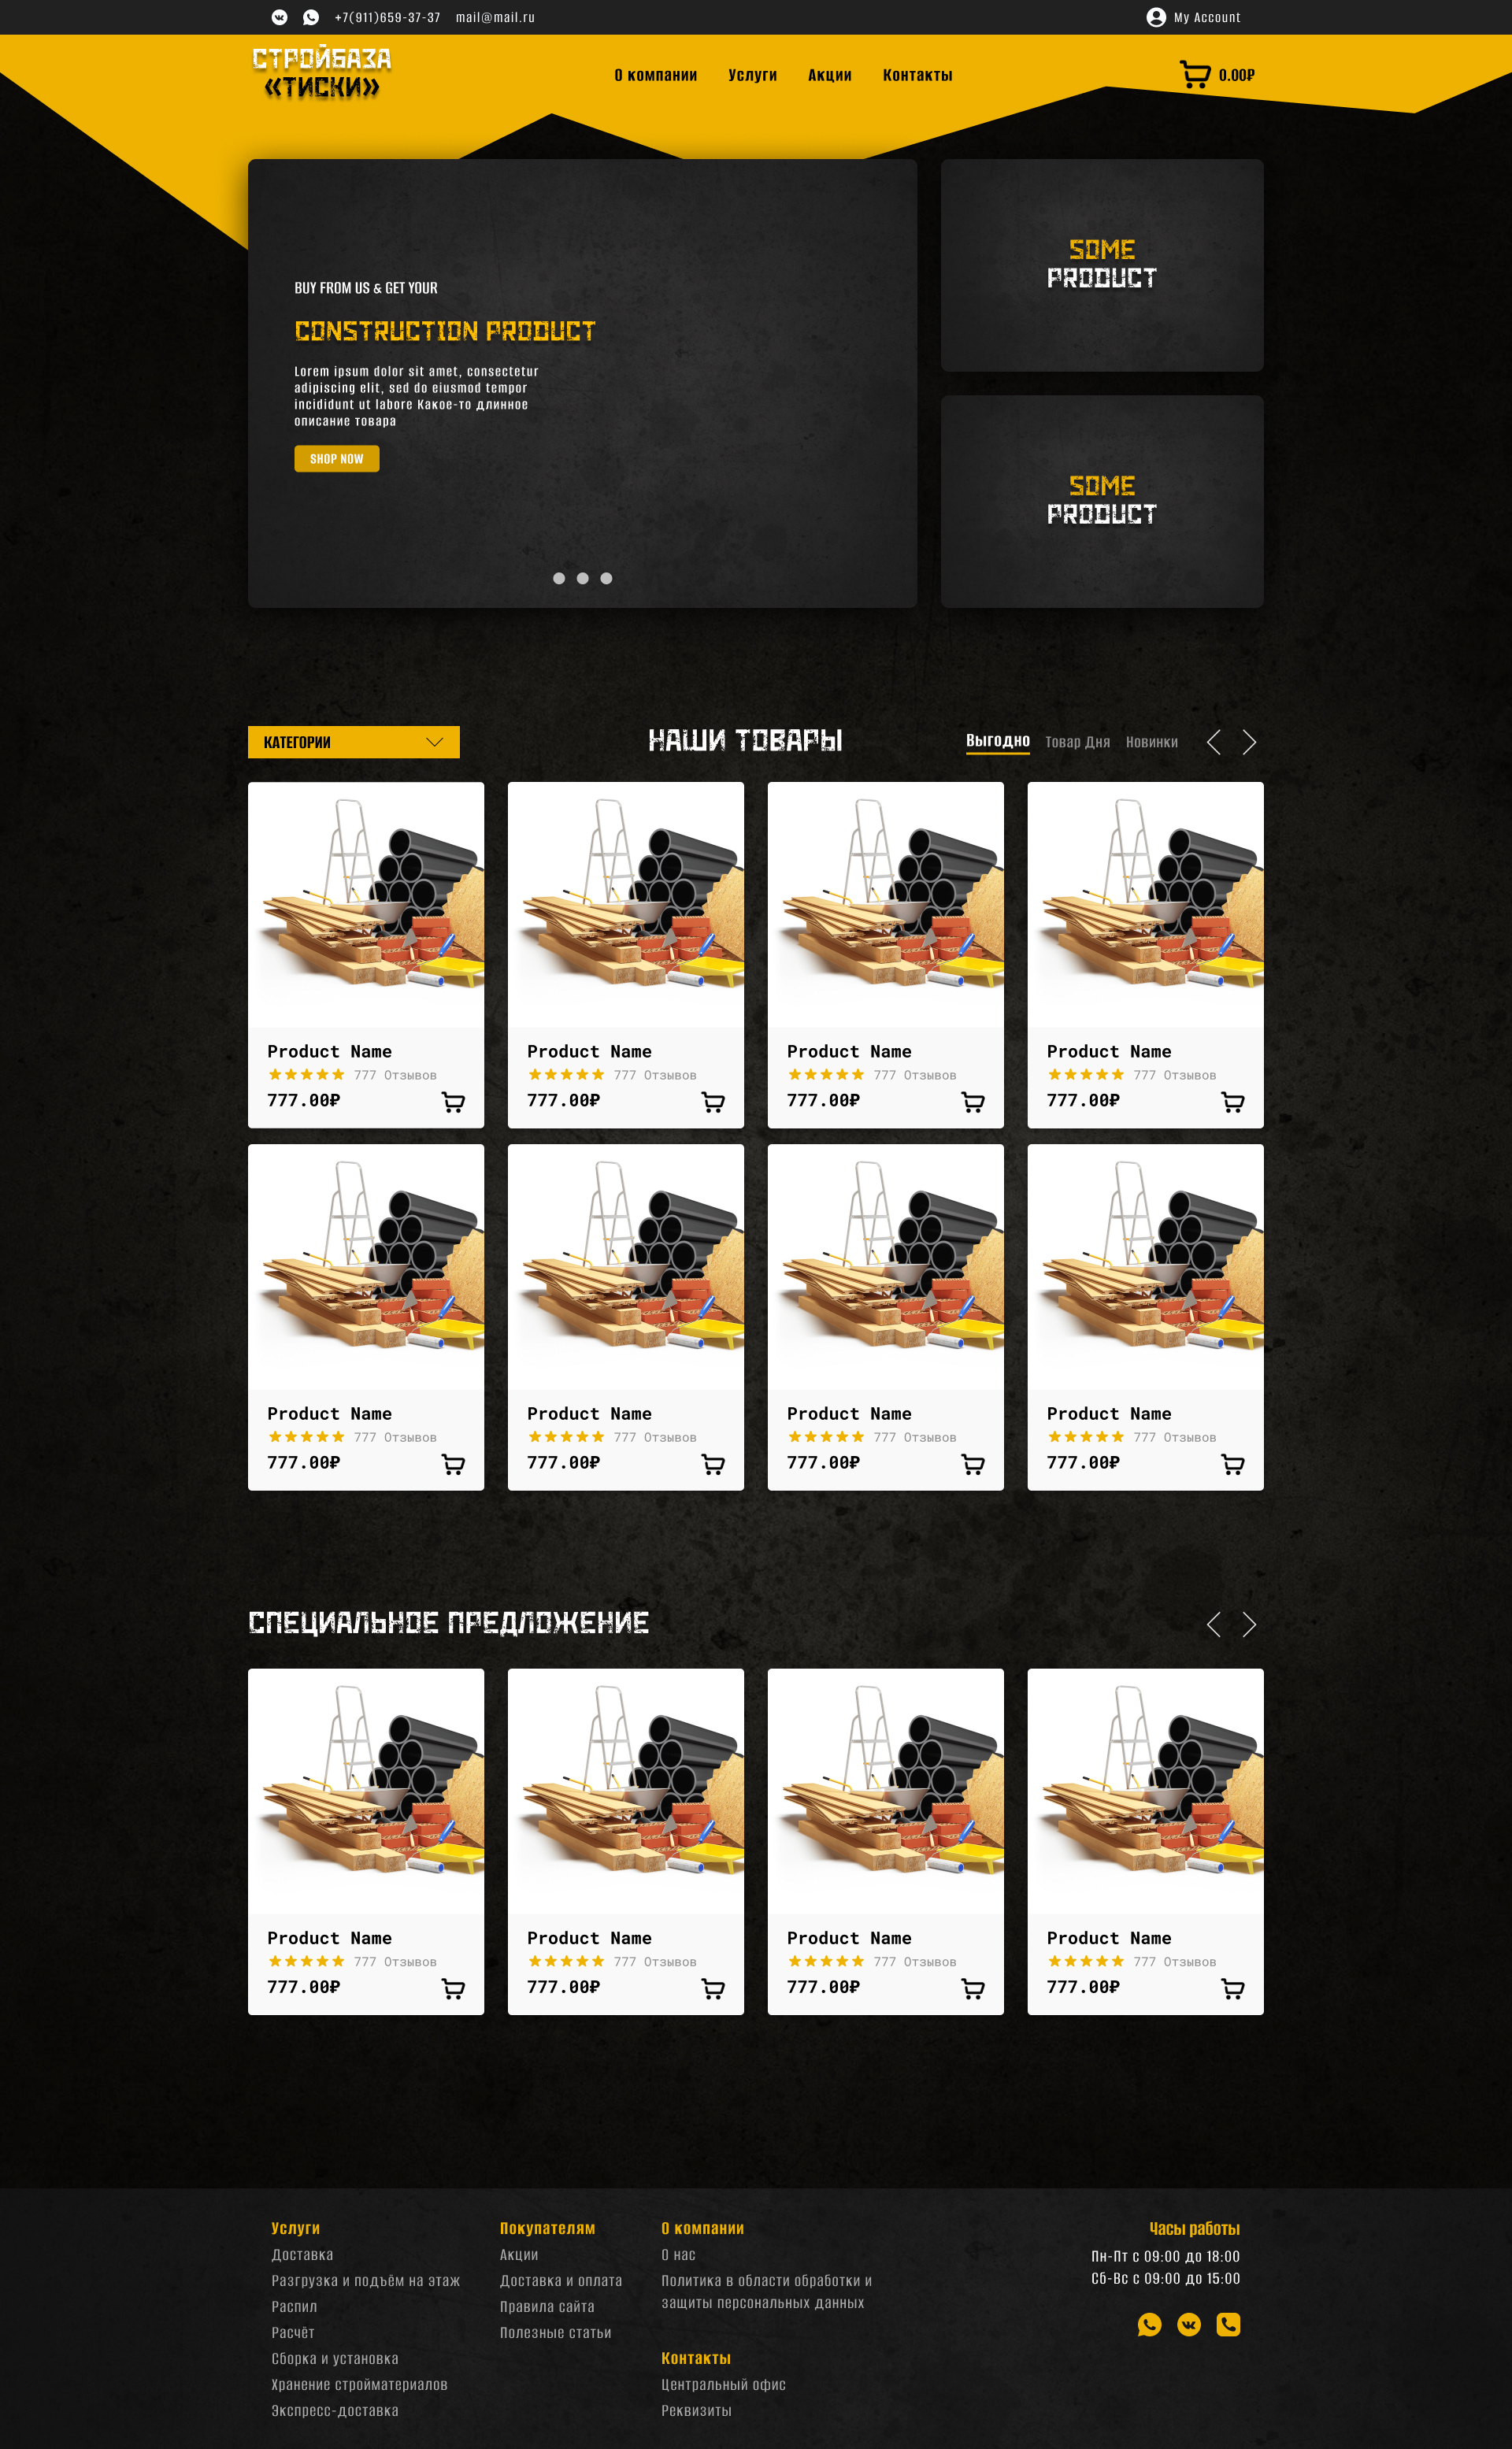 +7(911)659-37-37 mail@mail.ru My Account
СТРОЙБАЗА
«ТИСКИ»
О компании Услуги Акции Контакты 0.00₽
BUY FROM US & GET YOUR
CONSTRUCTION PRODUCT
Lorem ipsum dolor sit amet, consectetur
adipiscing elit, sed do eiusmod tempor
incididunt ut labore Какое-то длинное
описание товара
SHOP NOW
SOME
PRODUCT
SOME
PRODUCT
КАТЕГОРИИ
НАШИ ТОВАРЫ
Выгодно Товар Дня Новинки
Product Name
777 Отзывов
777.00₽
Product Name
777 Отзывов
777.00₽
Product Name
777 Отзывов
777.00₽
Product Name
777 Отзывов
777.00₽
Product Name
777 Отзывов
777.00₽
Product Name
777 Отзывов
777.00₽
Product Name
777 Отзывов
777.00₽
Product Name
777 Отзывов
777.00₽
СПЕЦИАЛЬНОЕ ПРЕДЛОЖЕНИЕ
Product Name
777 Отзывов
777.00₽
Product Name
777 Отзывов
777.00₽
Product Name
777 Отзывов
777.00₽
Product Name
777 Отзывов
777.00₽
Услуги
Доставка
Разгрузка и подъём на этаж
Распил
Расчёт
Сборка и установка
Хранение стройматериалов
Экспресс-доставка
Покупателям
Акции
Доставка и оплата
Правила сайта
Полезные статьи
О компании
О нас
Политика в области обработки и
защиты персональных данных
Контакты
Центральный офис
Реквизиты
Часы работы
Пн-Пт с 09:00 до 18:00
Сб-Вс с 09:00 до 15:00